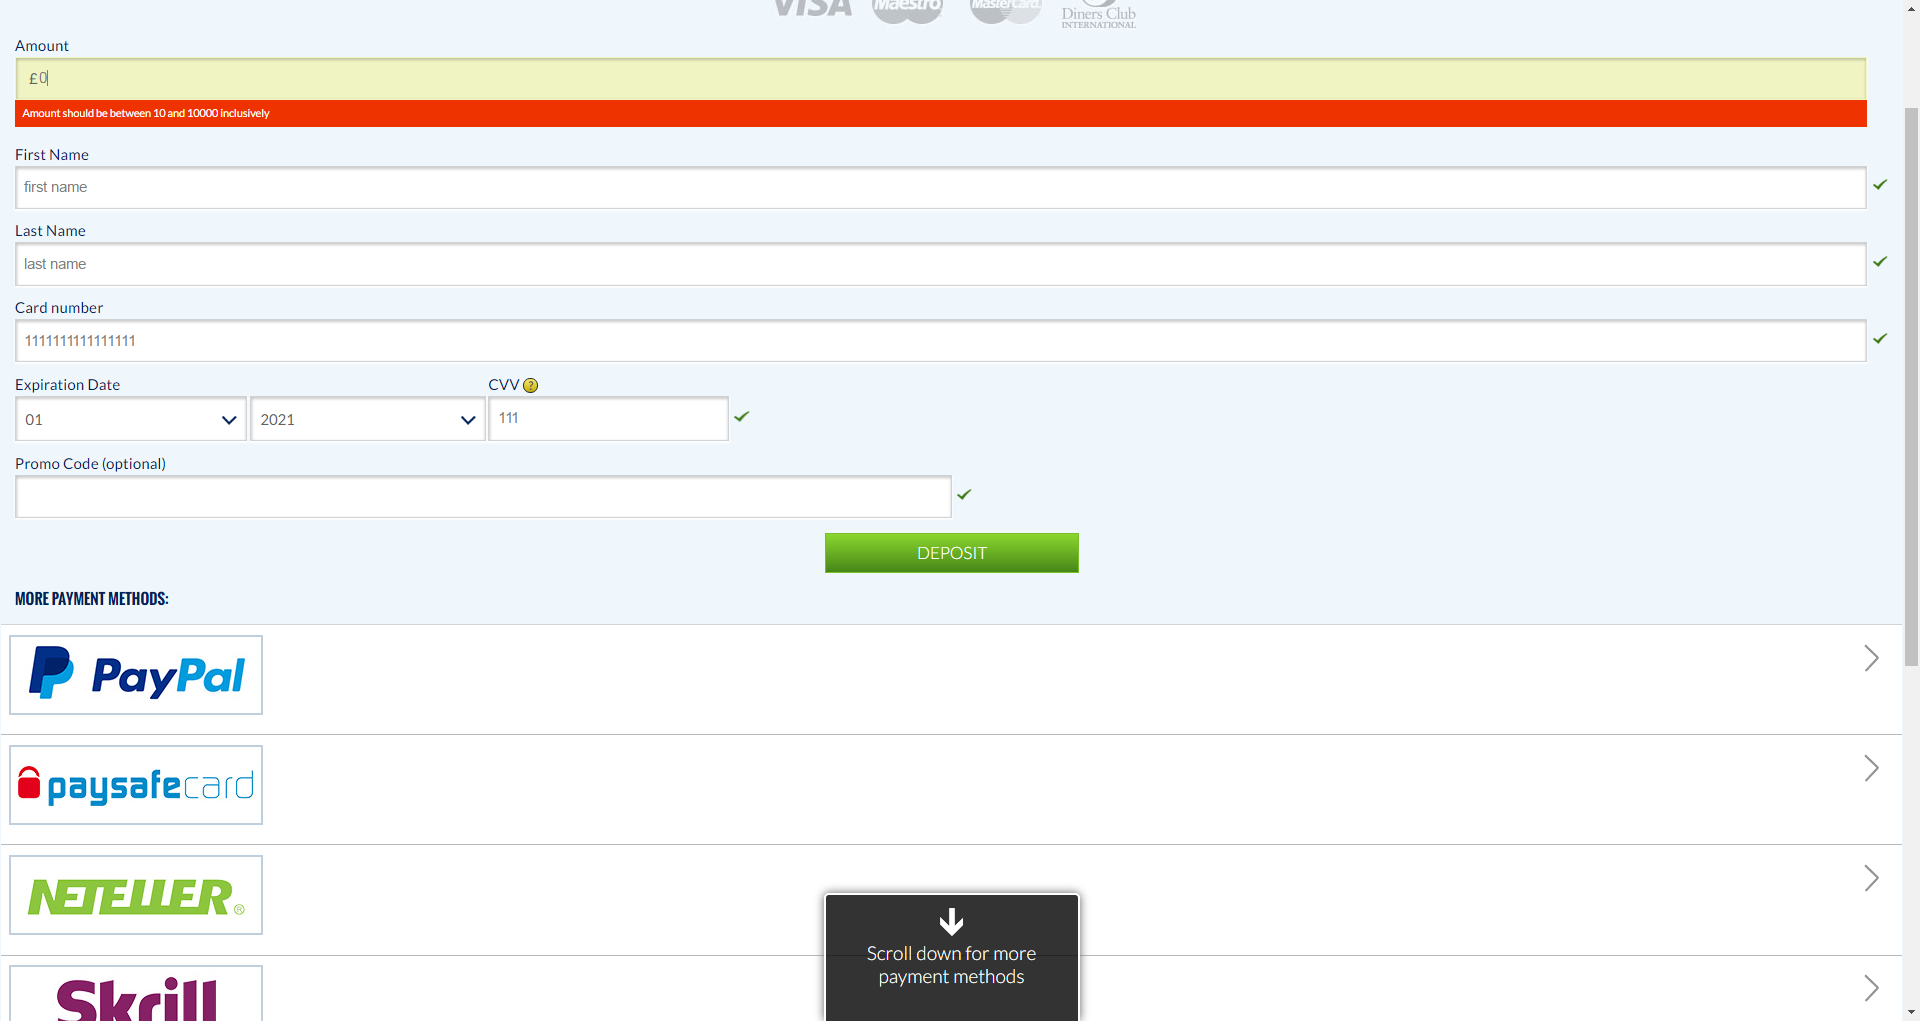 VISA Maestro MasterCard Diners Club
INTERNATIONAL
Amount
£0
Amount should be between 10 and 10000 inclusively
First Name
first name
Last Name
last name
Card number
1111111111111111
Expiration Date CVV ?
01 2021 111
Promo Code (optional)
DEPOSIT
MORE PAYMENT METHODS:
PayPal
paysafecard
NETELLER®
Scroll down for more
payment methods
Skrill